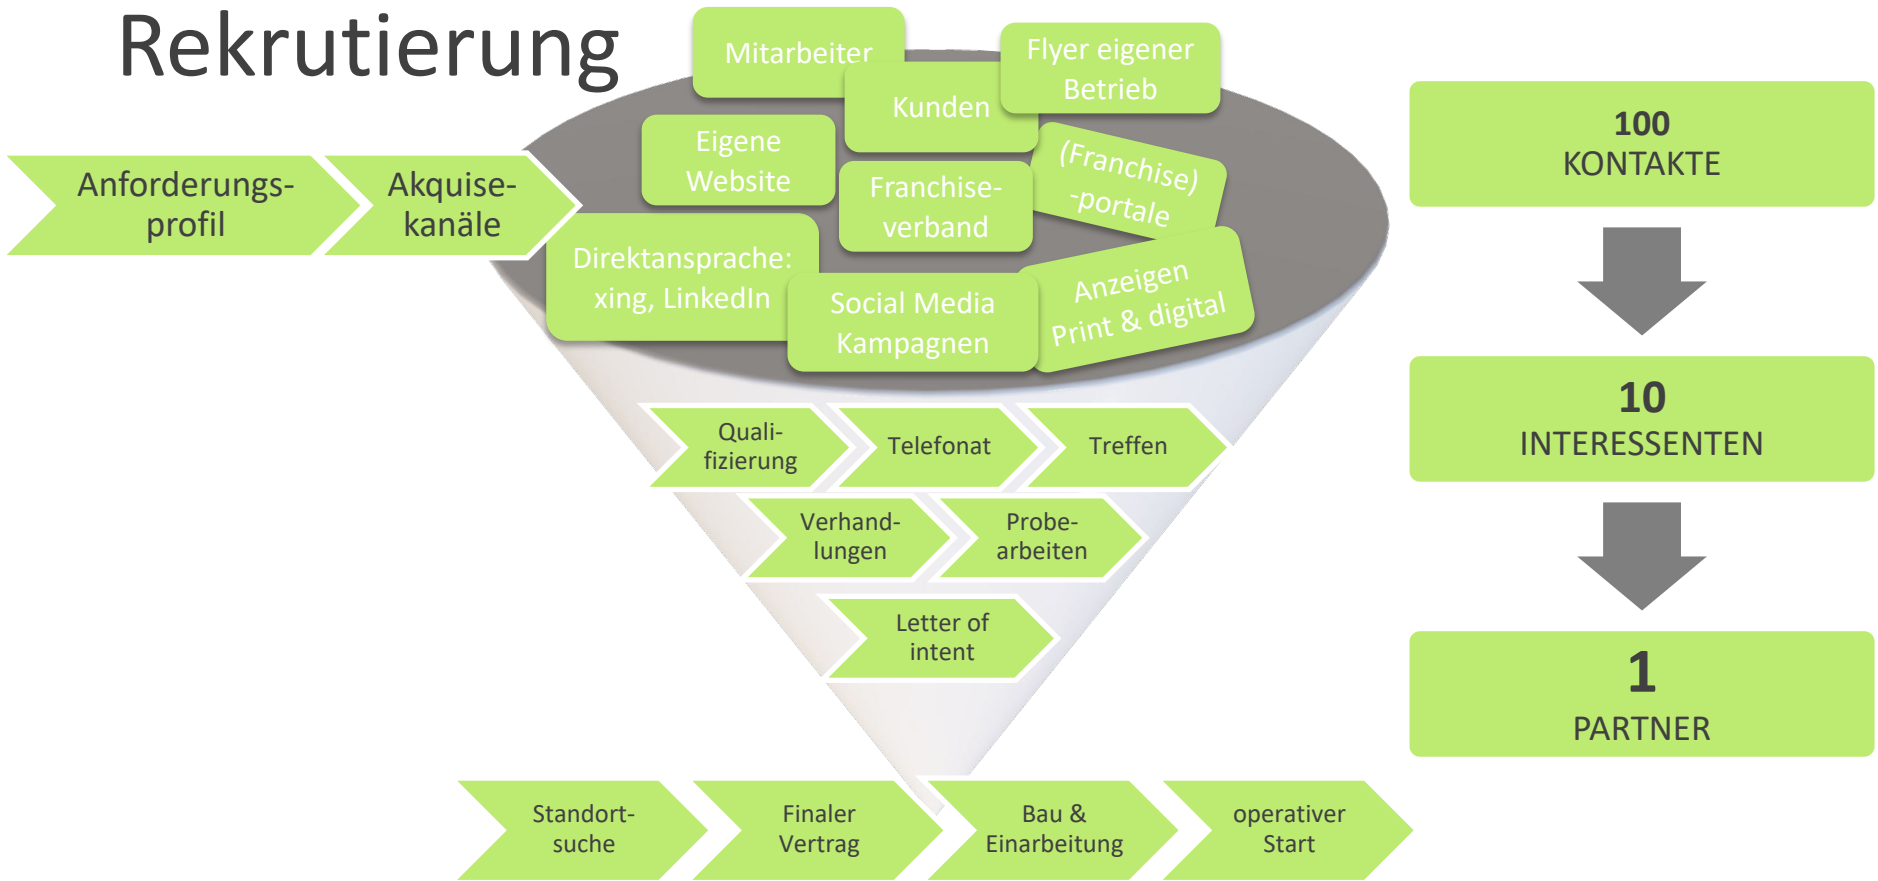 Rekrutierung
Anforderungs-
profil
Akquise-
kanäle
Mitarbeiter
Kunden
Flyer eigener
Betrieb
Eigene
Website
Franchise-
verband
(Franchise)
-portale
Direktansprache:
xing, LinkedIn
Social Media
Kampagnen
Anzeigen
Print & digital
Quali-
fizierung
Telefonat
Treffen
Verhand-
lungen
Probe-
arbeiten
Letter of
intent
Standort-
suche
Finaler
Vertrag
Bau &
Einarbeitung
operativer
Start
100
KONTAKTE
10
INTERESSENTEN
1
PARTNER